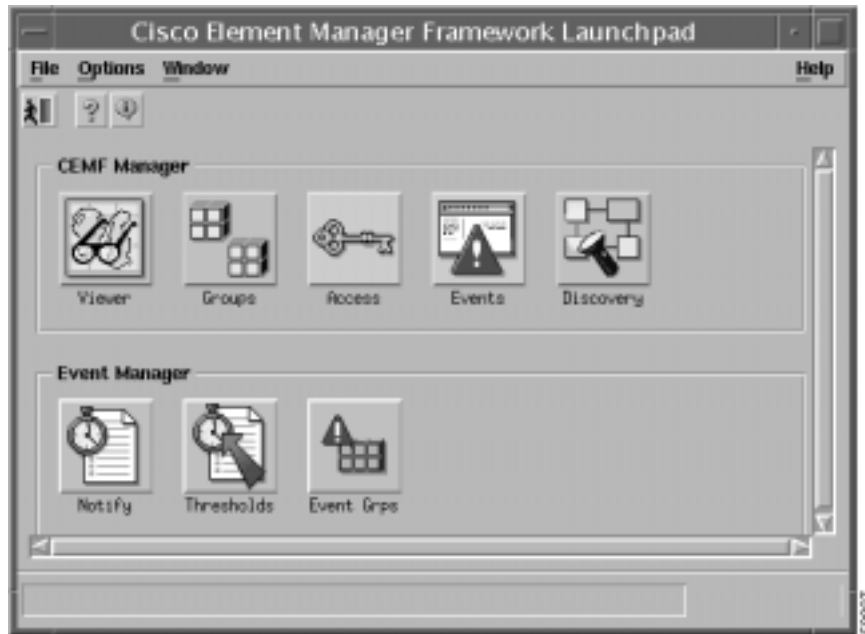 Cisco Element Manager Framework Launchpad
File Options Window Help
CEMF Manager
Viewer Groups Access Events Discovery
Event Manager
Notify Thresholds Event Grps